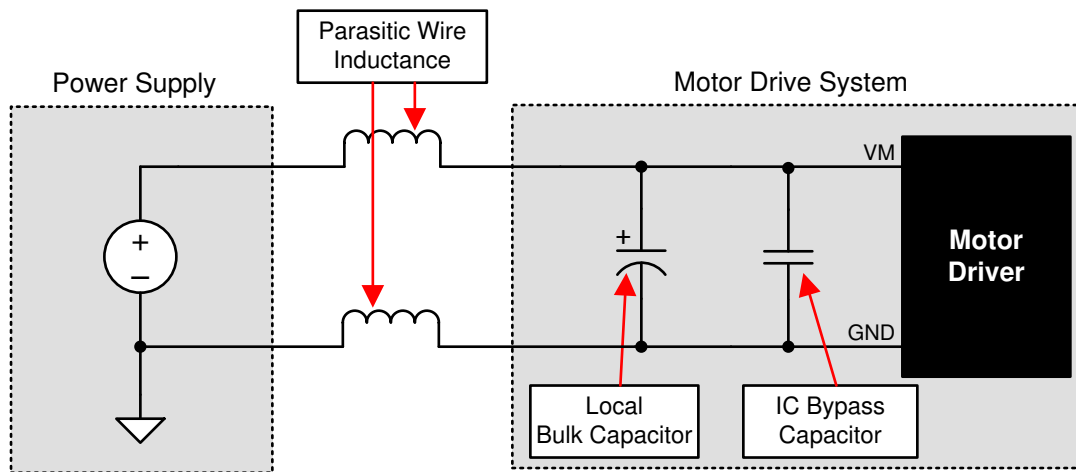 Parasitic Wire
Inductance
Power Supply
Motor Drive System
VM
+
+
−
Motor
Driver
GND
Local
Bulk Capacitor
IC Bypass
Capacitor